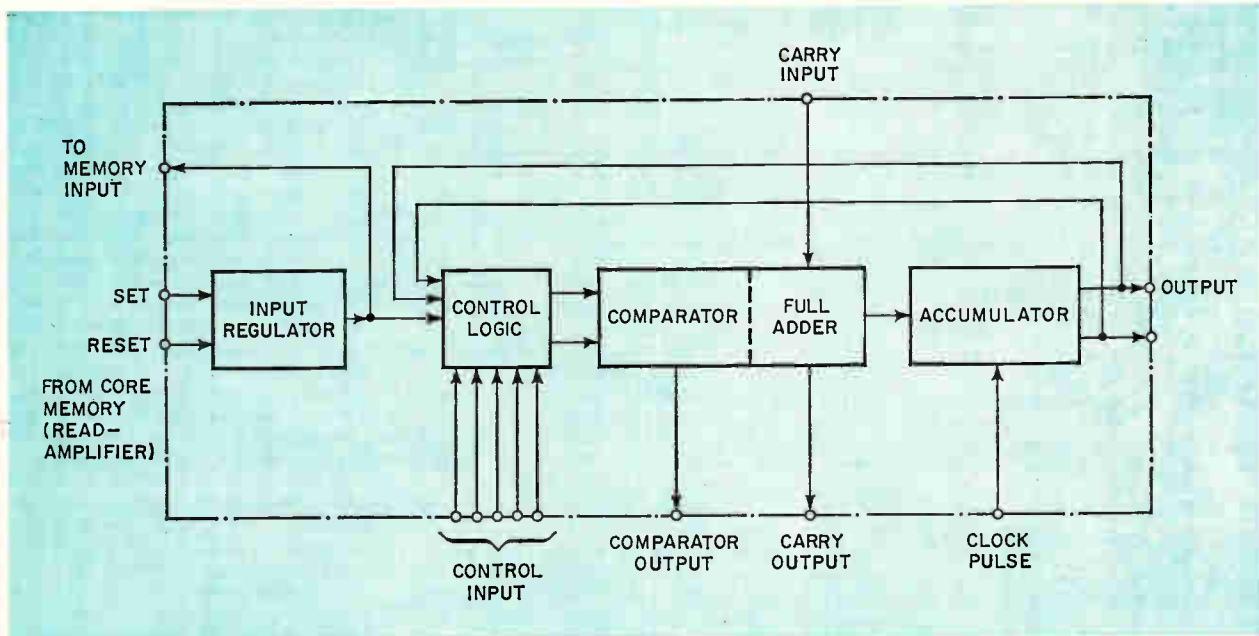 CARRY
INPUT
TO
MEMORY
INPUT
SET
RESET
INPUT
REGULATOR
CONTROL
LOGIC
COMPARATOR
FULL
ADDER
ACCUMULATOR
OUTPUT
FROM CORE
MEMORY
(READ-
AMPLIFIER)
CONTROL
INPUT
COMPARATOR
OUTPUT
CARRY
OUTPUT
CLOCK
PULSE